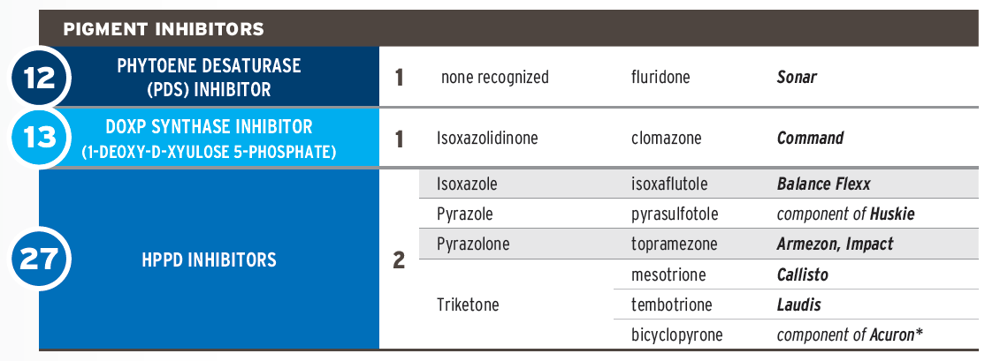 PIGMENT INHIBITORS
12 PHYTOENE DESATURASE
(PDS) INHIBITOR 1 none recognized fluridone Sonar
13 DOXP SYNTHASE INHIBITOR
(1-DEOXY-D-XYULOSE 5-PHOSPHATE) 1 Isoxazolidinone clomazone Command
27 HPPD INHIBITORS 2
Isoxazole isoxaflutole Balance Flexx
Pyrazole pyrasulfotole component of Huskie
Pyrazolone topramezone Armezon, Impact
Triketone
mesotrione Callisto
tembotrione Laudis
bicyclopyrone component of Acuron*